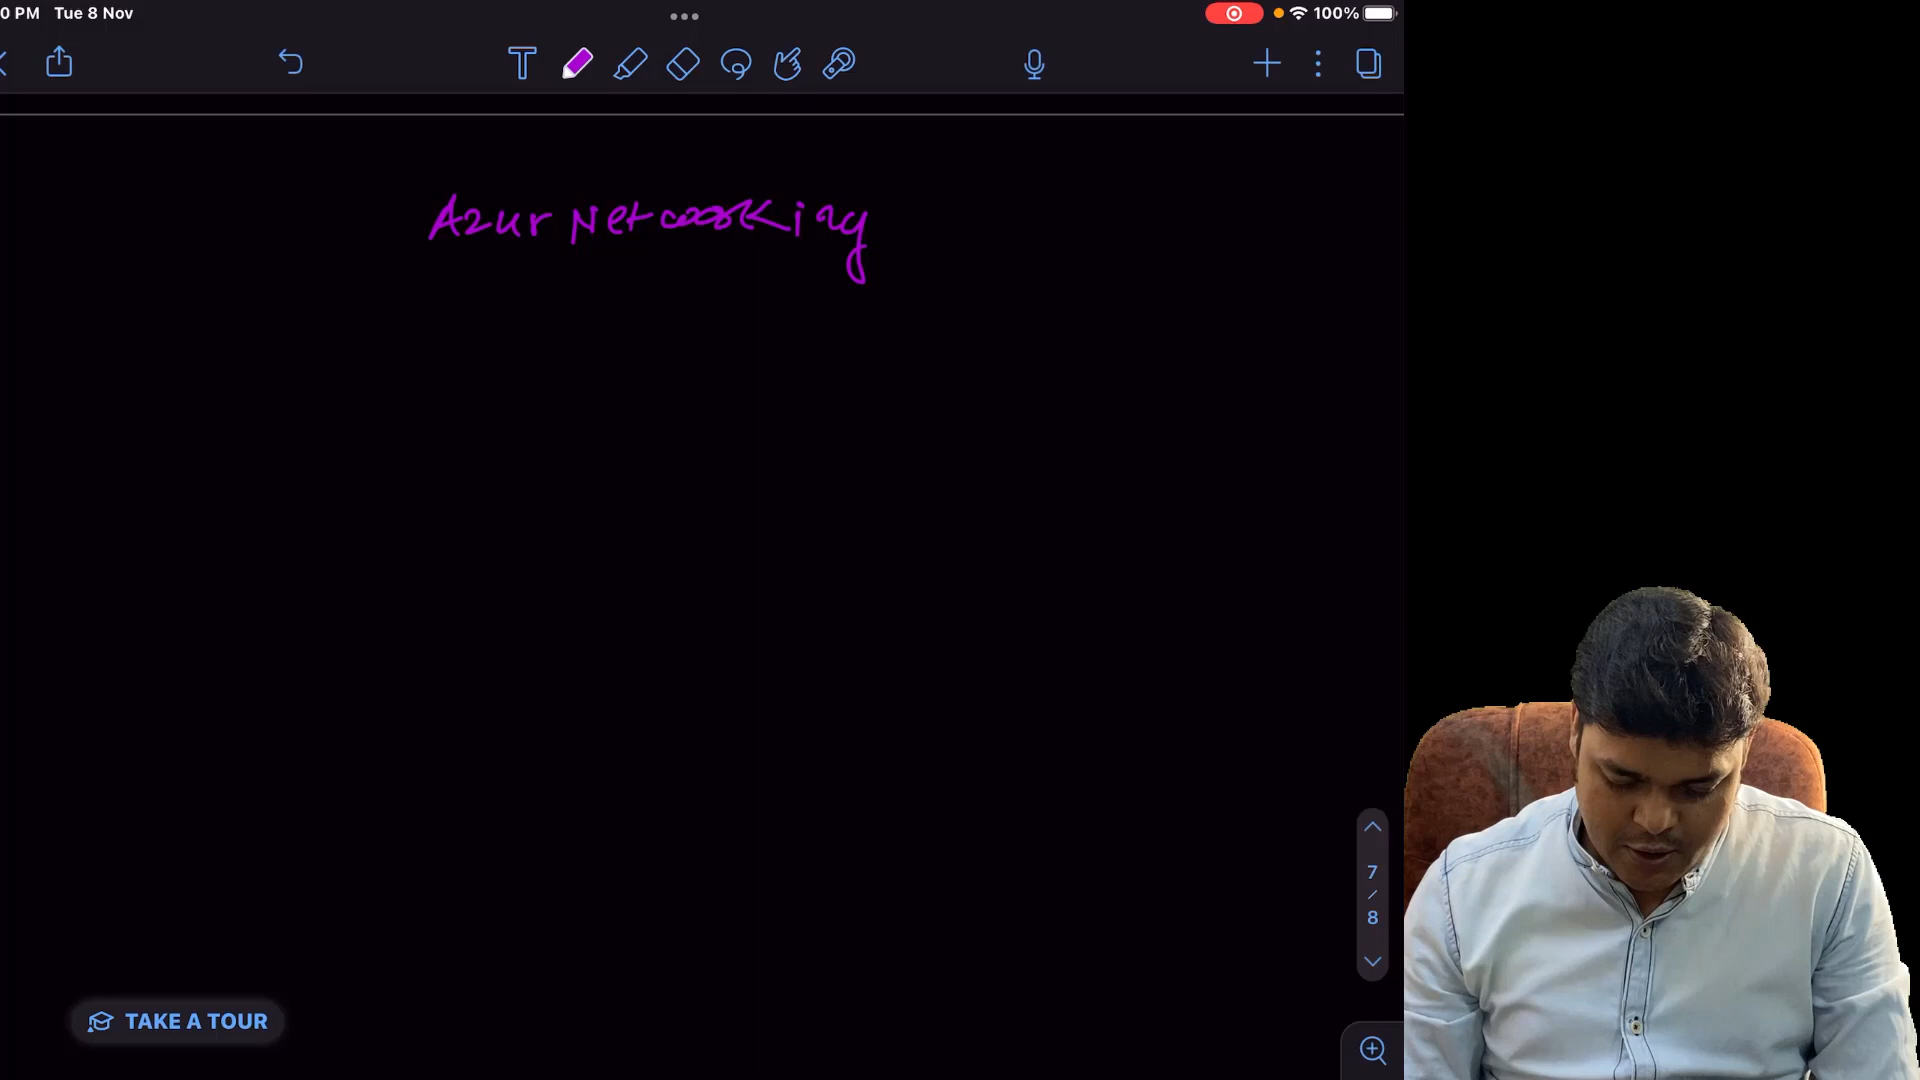 0 PM Tue 8 Nov 100%
Azur Networking
7
/
8
TAKE A TOUR